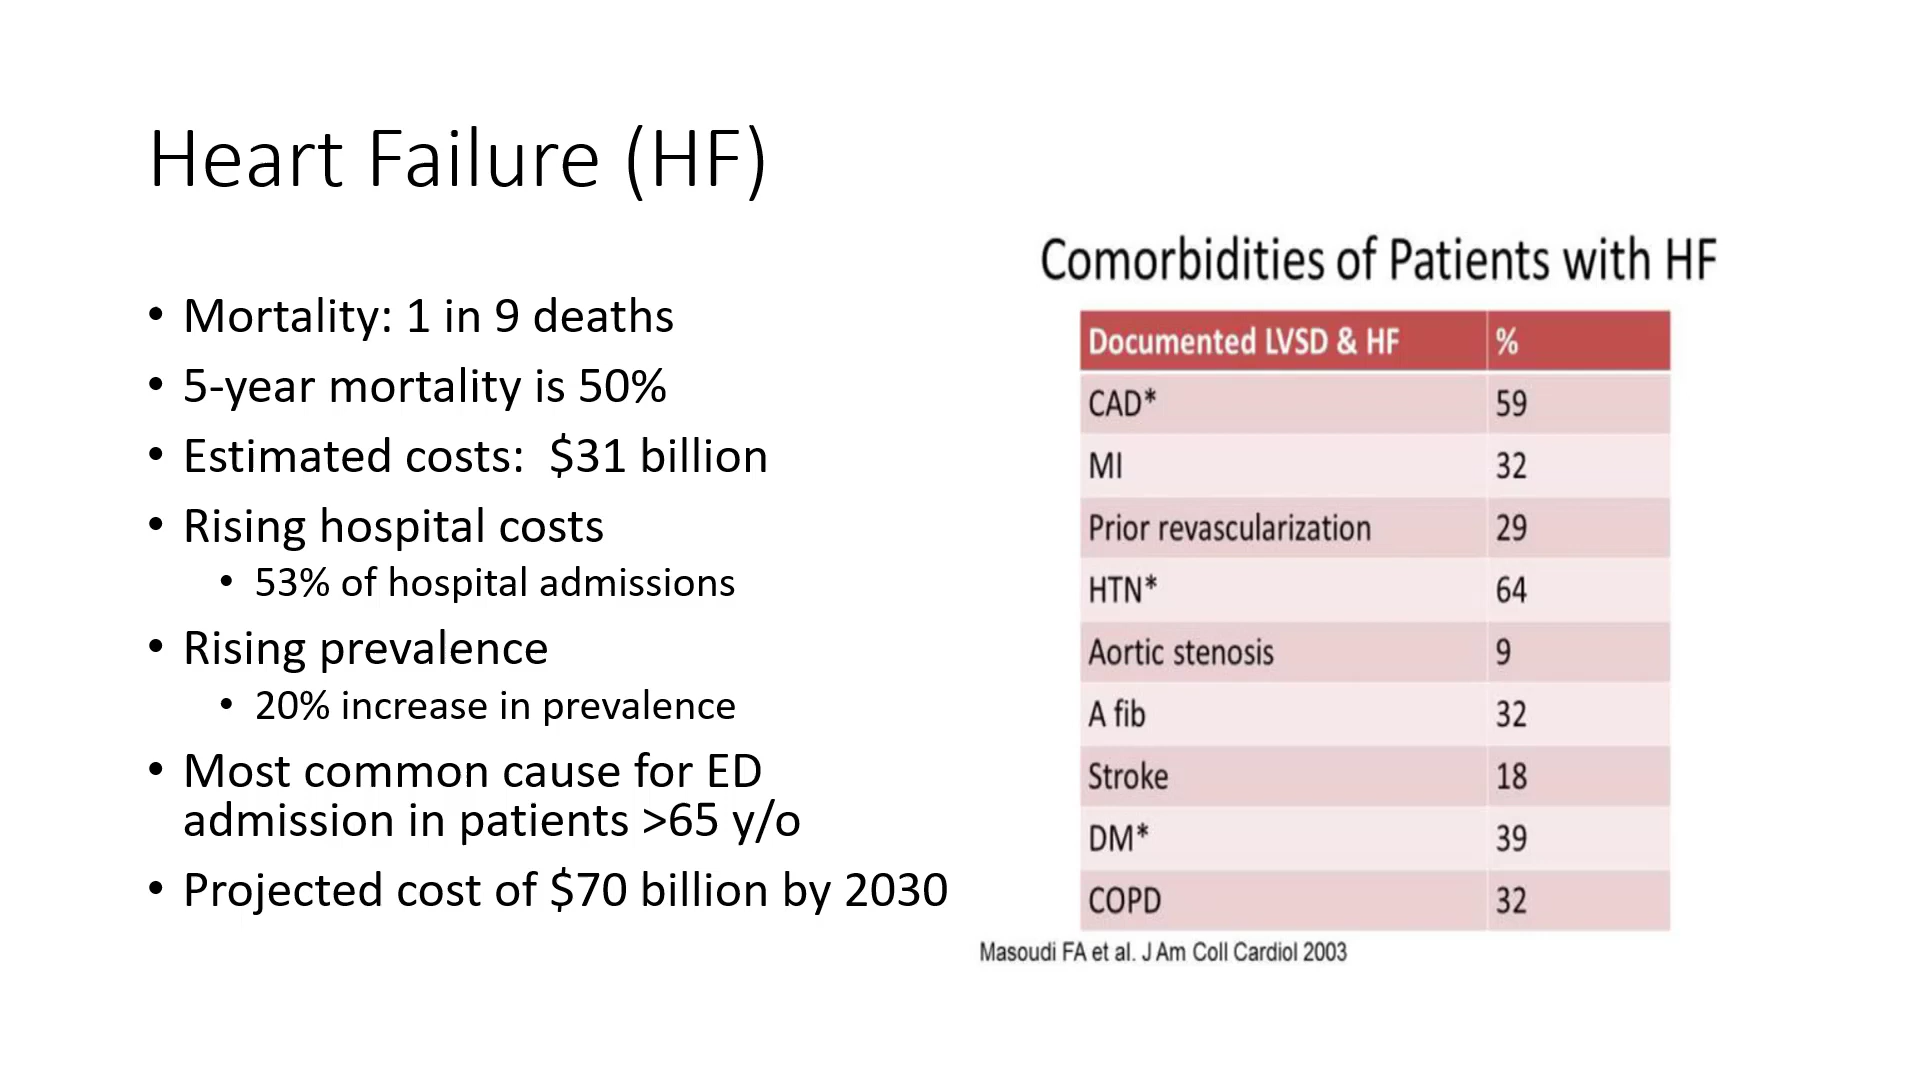 Heart Failure (HF)
• Mortality: 1 in 9 deaths
• 5-year mortality is 50%
• Estimated costs:  $31 billion
• Rising hospital costs
• 53% of hospital admissions
• Rising prevalence
• 20% increase in prevalence
• Most common cause for ED
admission in patients >65 y/o
• Projected cost of $70 billion by 2030
Comorbidities of Patients with HF
Documented LVSD & HF %
CAD* 59
MI 32
Prior revascularization 29
HTN* 64
Aortic stenosis 9
A fib 32
Stroke 18
DM* 39
COPD 32
Masoudi FA et al. J Am Coll Cardiol 2003